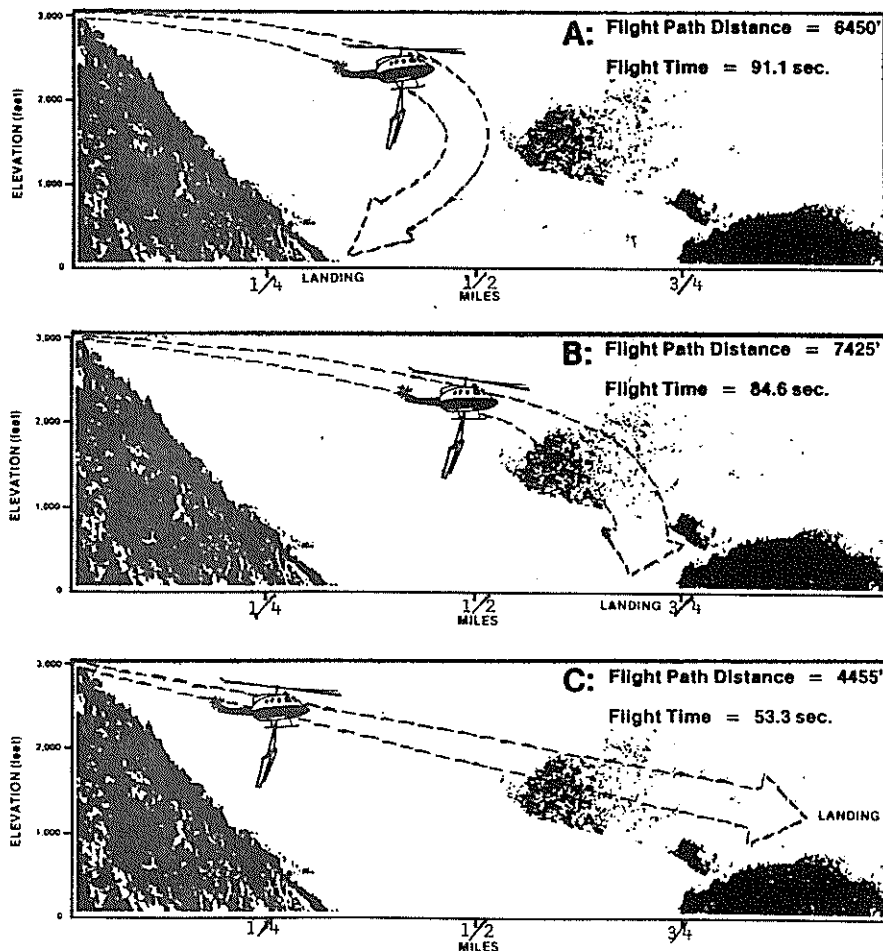 A: Flight Path Distance = 6450'
Flight Time = 91.1 sec.
ELEVATION (feet)
3,000
2,000
1,000
0
1/4
LANDING
1/2
3/4
MILES
B: Flight Path Distance = 7425'
Flight Time = 84.6 sec.
ELEVATION (feet)
3,000
2,000
1,000
0
1/4
1/2
LANDING
3/4
MILES
C: Flight Path Distance = 4455'
Flight Time = 53.3 sec.
ELEVATION (feet)
3,000
2,000
1,000
0
LANDING
1/4
1/2
3/4
MILES